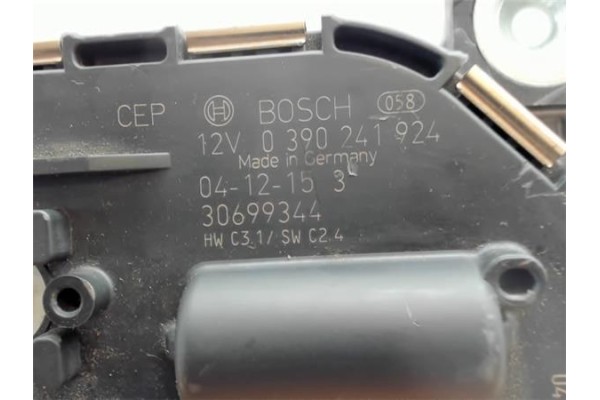 CEP BOSCH 058
12V 0 390 241 924
Made in Germany
04-12-15 3
30699344
HW C3.1/ SW C2.4
04